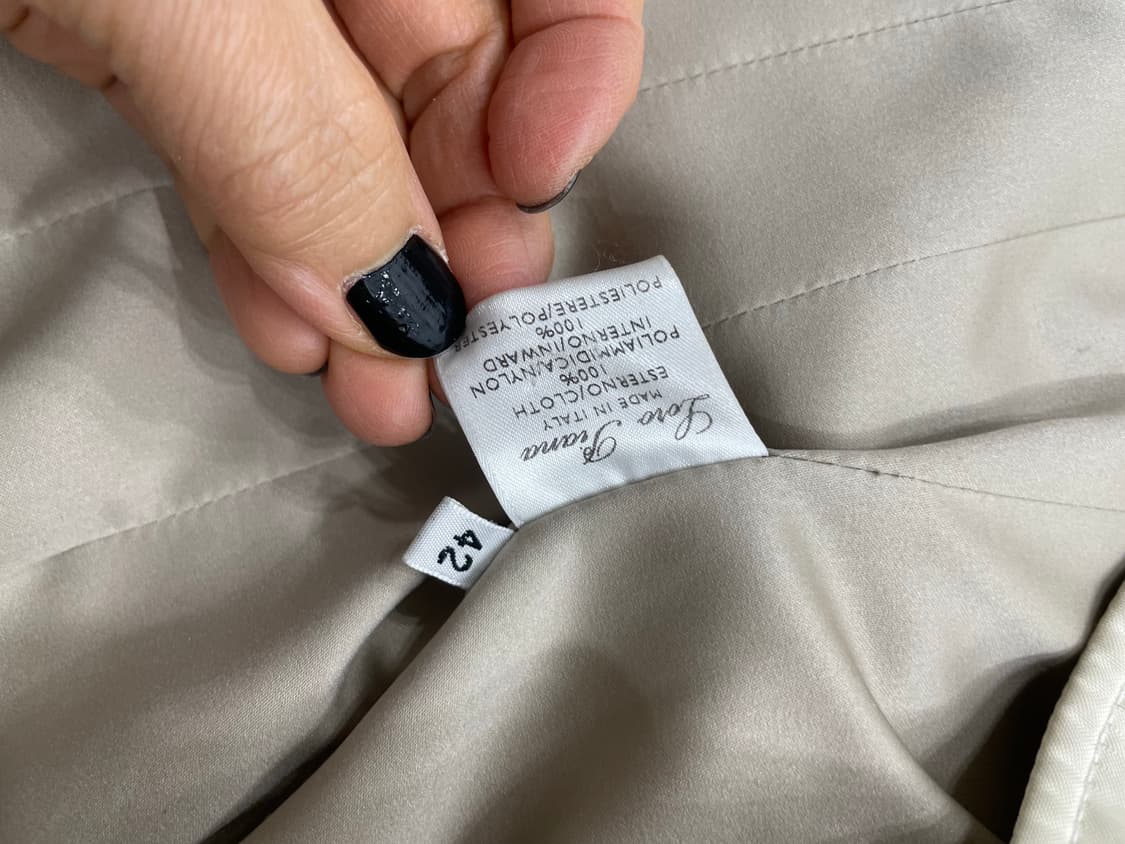 Loro Piana
MADE IN ITALY
ESTERNO/CLOTH
100%
POLIAMMIDICA/NYLON
INTERNO/INWARD
100%
POLIESTERE/POLYESTER
42